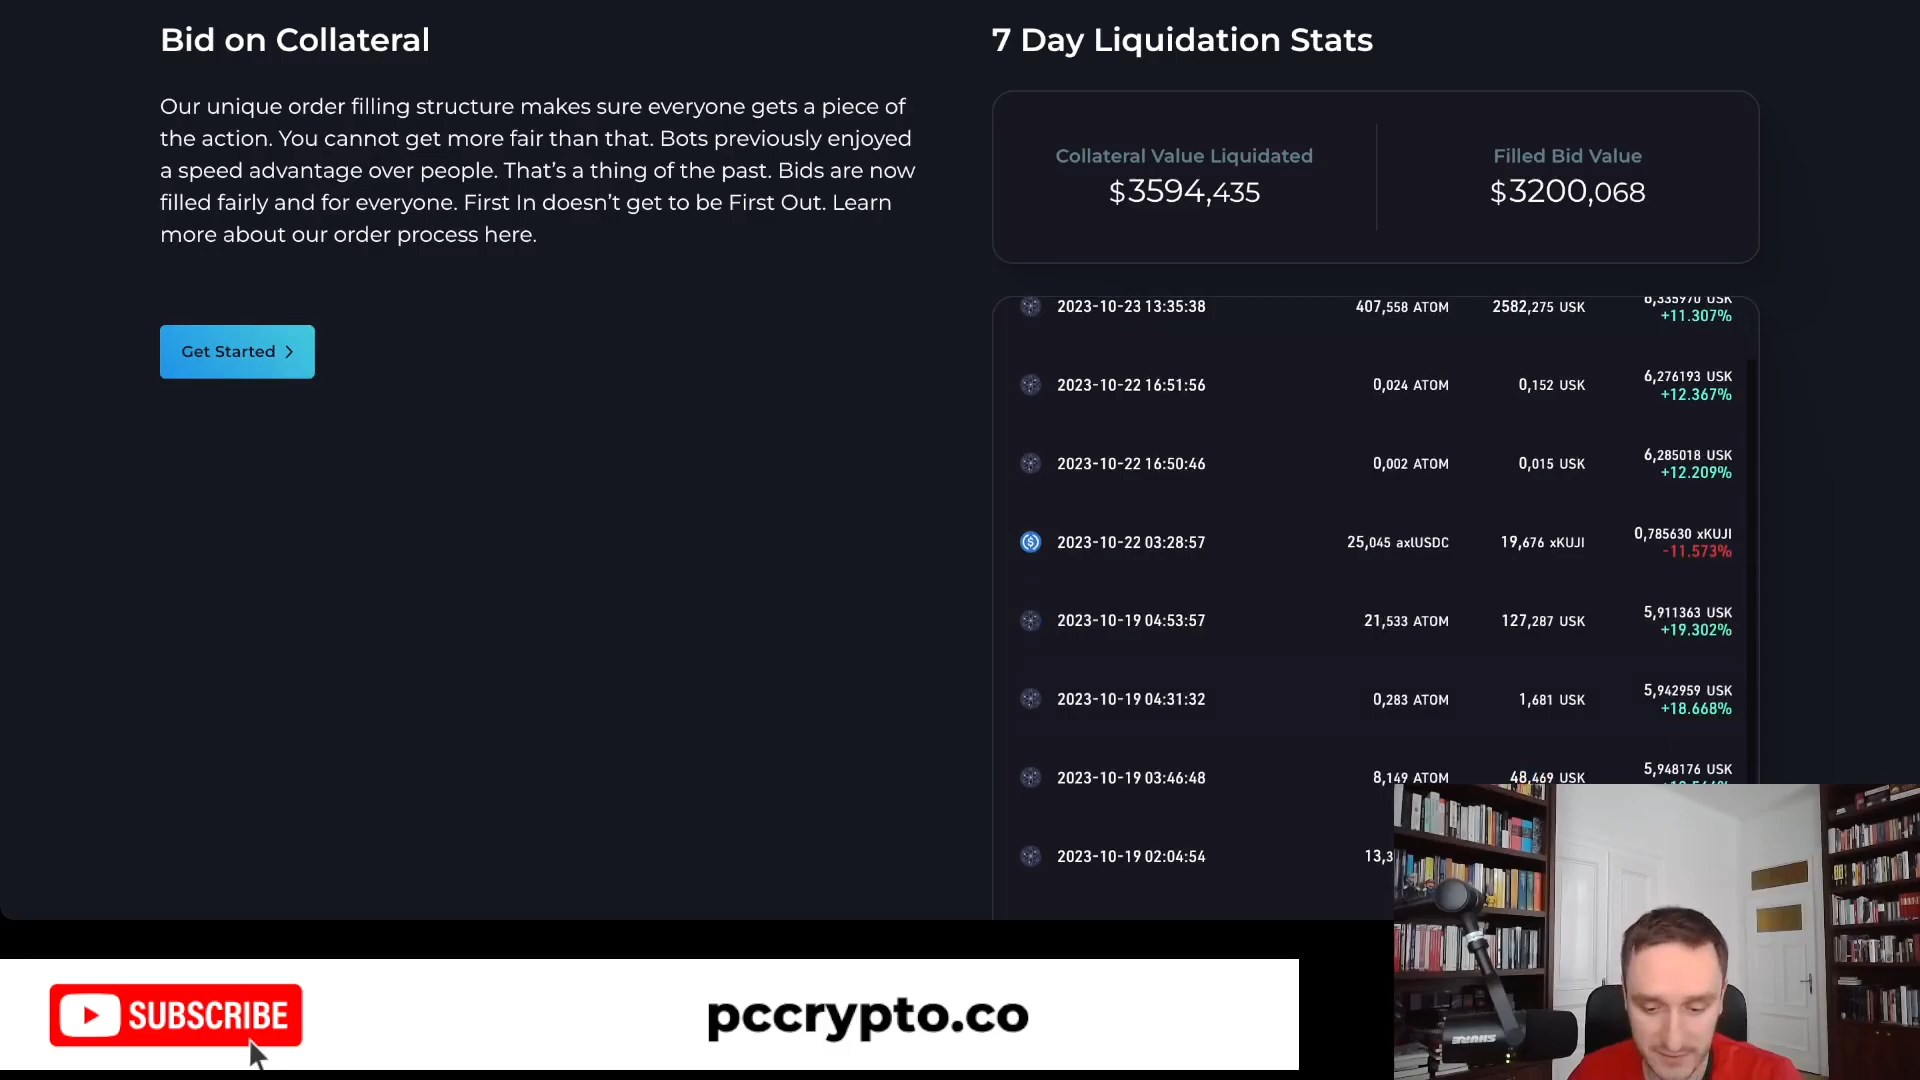 Bid on Collateral
Our unique order filling structure makes sure everyone gets a piece of
the action. You cannot get more fair than that. Bots previously enjoyed
a speed advantage over people. That's a thing of the past. Bids are now
filled fairly and for everyone. First In doesn't get to be First Out. Learn
more about our order process here.
Get Started
7 Day Liquidation Stats
Collateral Value Liquidated
$3594,435
Filled Bid Value
$3200,068
2023-10-23 13:35:38 407,558 ATOM 2582,275 USK 6,335970 USK
+11.307%
2023-10-22 16:51:56 0,024 ATOM 0,152 USK 6,276193 USK
+12.367%
2023-10-22 16:50:46 0,002 ATOM 0,015 USK 6,285018 USK
+12.209%
2023-10-22 03:28:57 25,045 axlUSDC 19,676 xKUJI 0,785630 xKUJI
-11.573%
2023-10-19 04:53:57 21,533 ATOM 127,287 USK 5,911363 USK
+19.302%
2023-10-19 04:31:32 0,283 ATOM 1,681 USK 5,942959 USK
+18.668%
2023-10-19 03:46:48 8,149 ATOM 48,469 USK 5,948176 USK
2023-10-19 02:04:54 13,3
SUBSCRIBE
pccrypto.co
SHURE